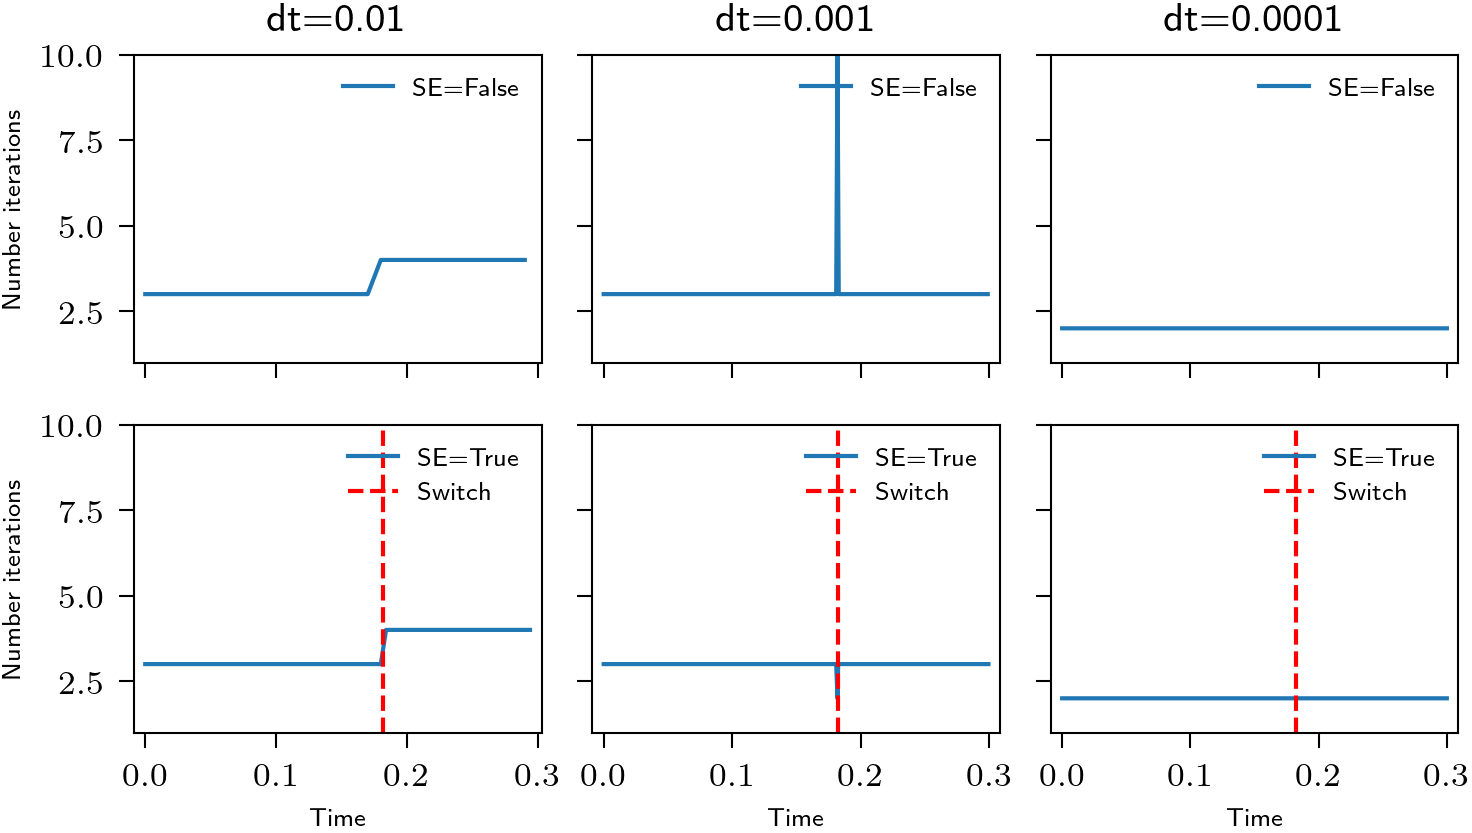 dt=0.01 dt=0.001 dt=0.0001
10.0
7.5
5.0
2.5
Number iterations
SE=False
SE=False
SE=False
10.0
7.5
5.0
2.5
Number iterations
SE=True
Switch
SE=True
Switch
SE=True
Switch
0.0 0.1 0.2 0.3
0.0 0.1 0.2 0.3
0.0 0.1 0.2 0.3
Time Time Time